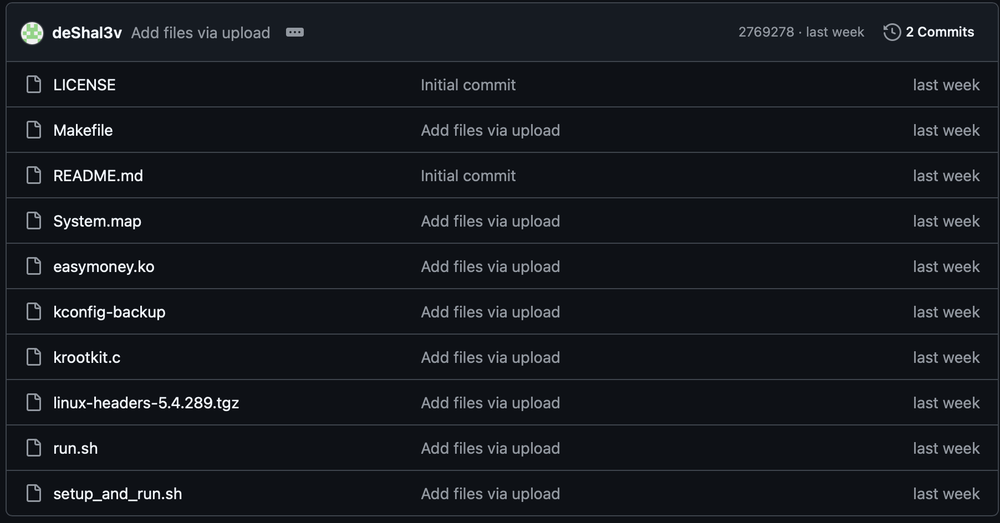 deShal3v Add files via upload 2769278 · last week 2 Commits
LICENSE Initial commit last week
Makefile Add files via upload last week
README.md Initial commit last week
System.map Add files via upload last week
easymoney.ko Add files via upload last week
kconfig-backup Add files via upload last week
krootkit.c Add files via upload last week
linux-headers-5.4.289.tgz Add files via upload last week
run.sh Add files via upload last week
setup_and_run.sh Add files via upload last week